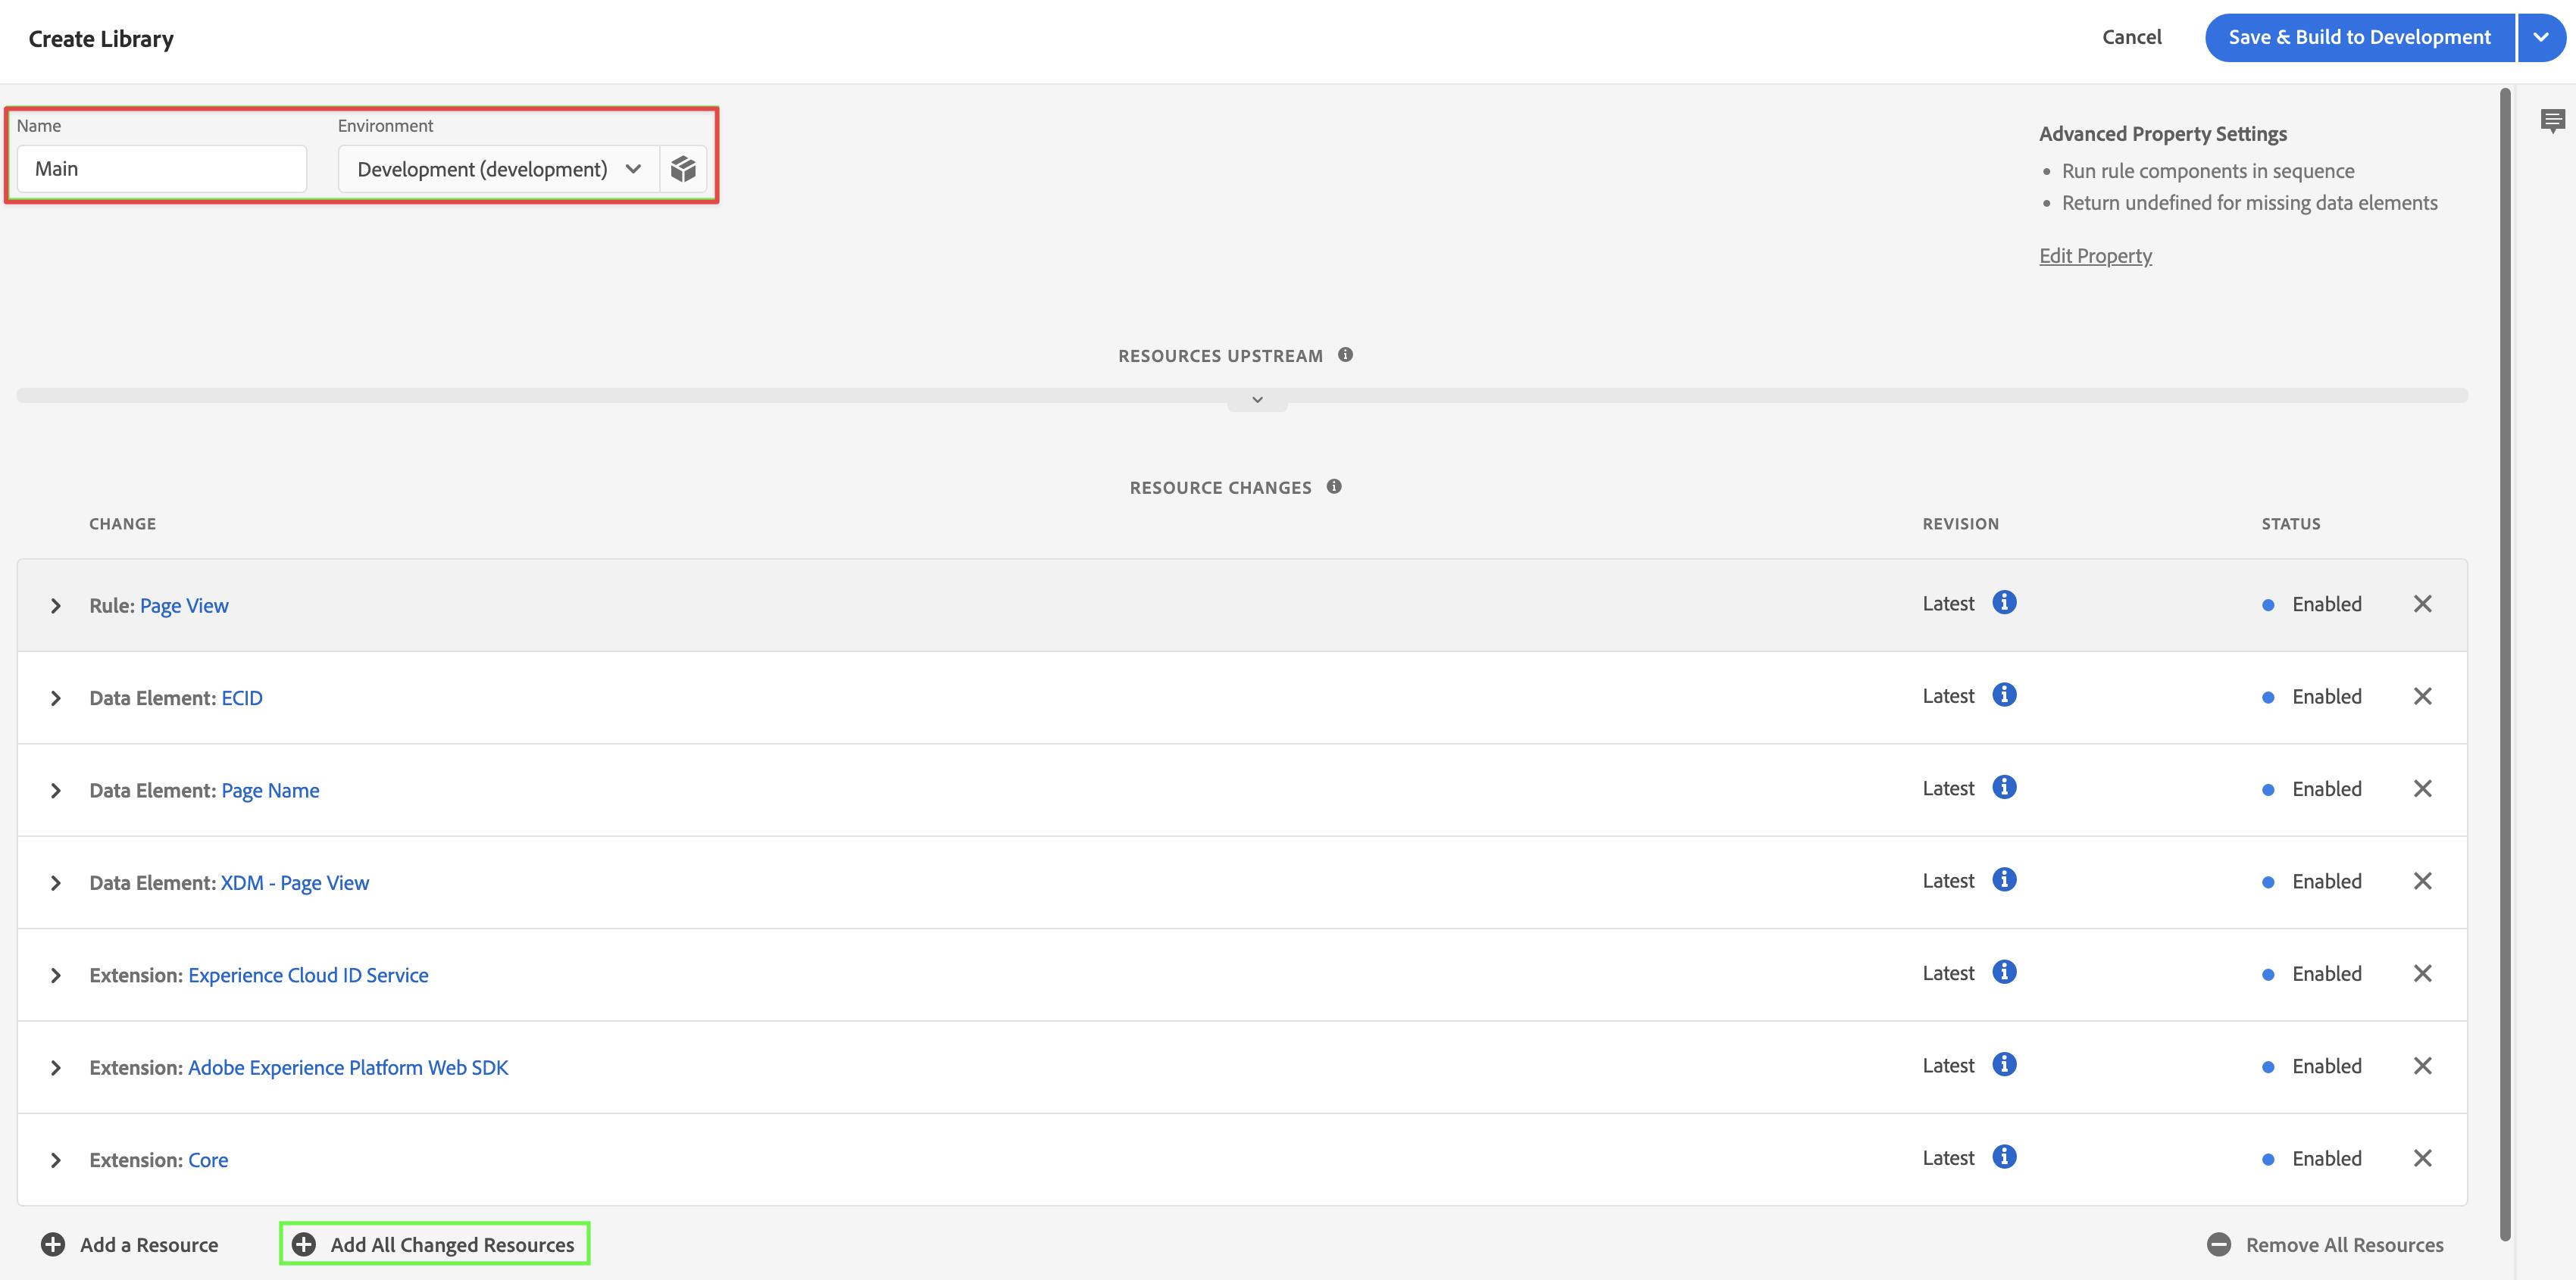 Create Library
Cancel
Save & Build to Development
Name
Environment
Main
Development (development)
Advanced Property Settings
• Run rule components in sequence
• Return undefined for missing data elements
Edit Property
RESOURCES UPSTREAM
RESOURCE CHANGES
CHANGE REVISION STATUS
Rule: Page View Latest Enabled
Data Element: ECID Latest Enabled
Data Element: Page Name Latest Enabled
Data Element: XDM - Page View Latest Enabled
Extension: Experience Cloud ID Service Latest Enabled
Extension: Adobe Experience Platform Web SDK Latest Enabled
Extension: Core Latest Enabled
Add a Resource
Add All Changed Resources
Remove All Resources